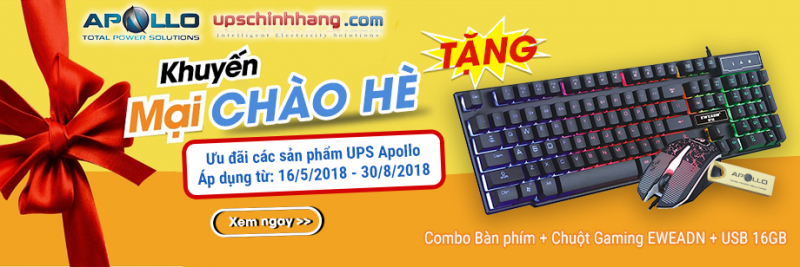 APOLLO
TOTAL POWER SOLUTIONS
upschinhhang.com
Intelligent Electricity Solutions
Khuyến
Mại CHÀO HÈ
TẶNG
Ưu đãi các sản phẩm UPS Apollo
Áp dụng từ: 16/5/2018 - 30/8/2018
Xem ngay >>
EWEADN
APOLLO
Combo Bàn phím + Chuột Gaming EWEADN + USB 16GB